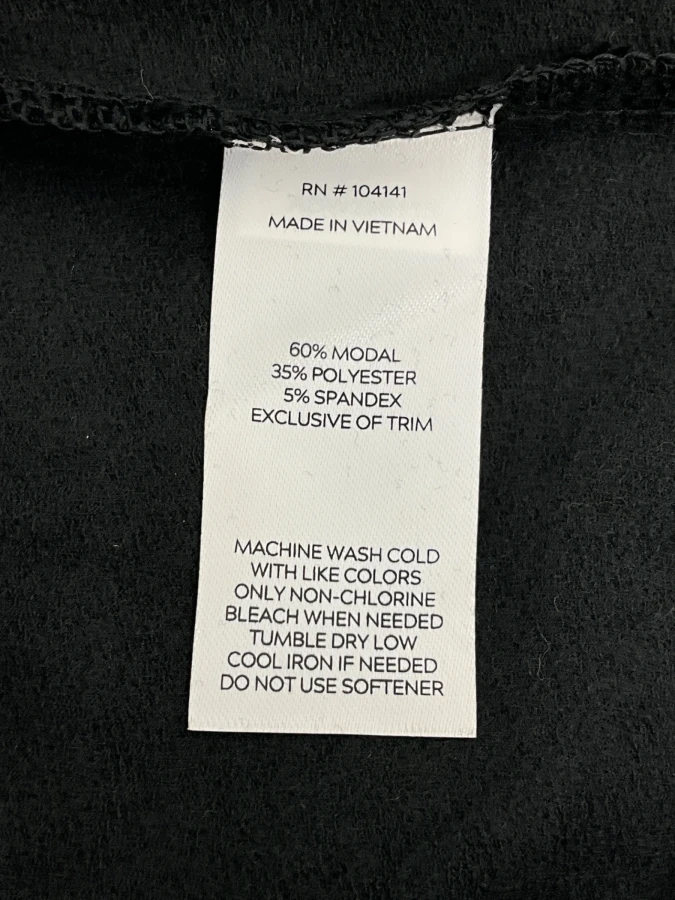 RN # 104141
MADE IN VIETNAM
60% MODAL
35% POLYESTER
5% SPANDEX
EXCLUSIVE OF TRIM
MACHINE WASH COLD
WITH LIKE COLORS
ONLY NON-CHLORINE
BLEACH WHEN NEEDED
TUMBLE DRY LOW
COOL IRON IF NEEDED
DO NOT USE SOFTENER